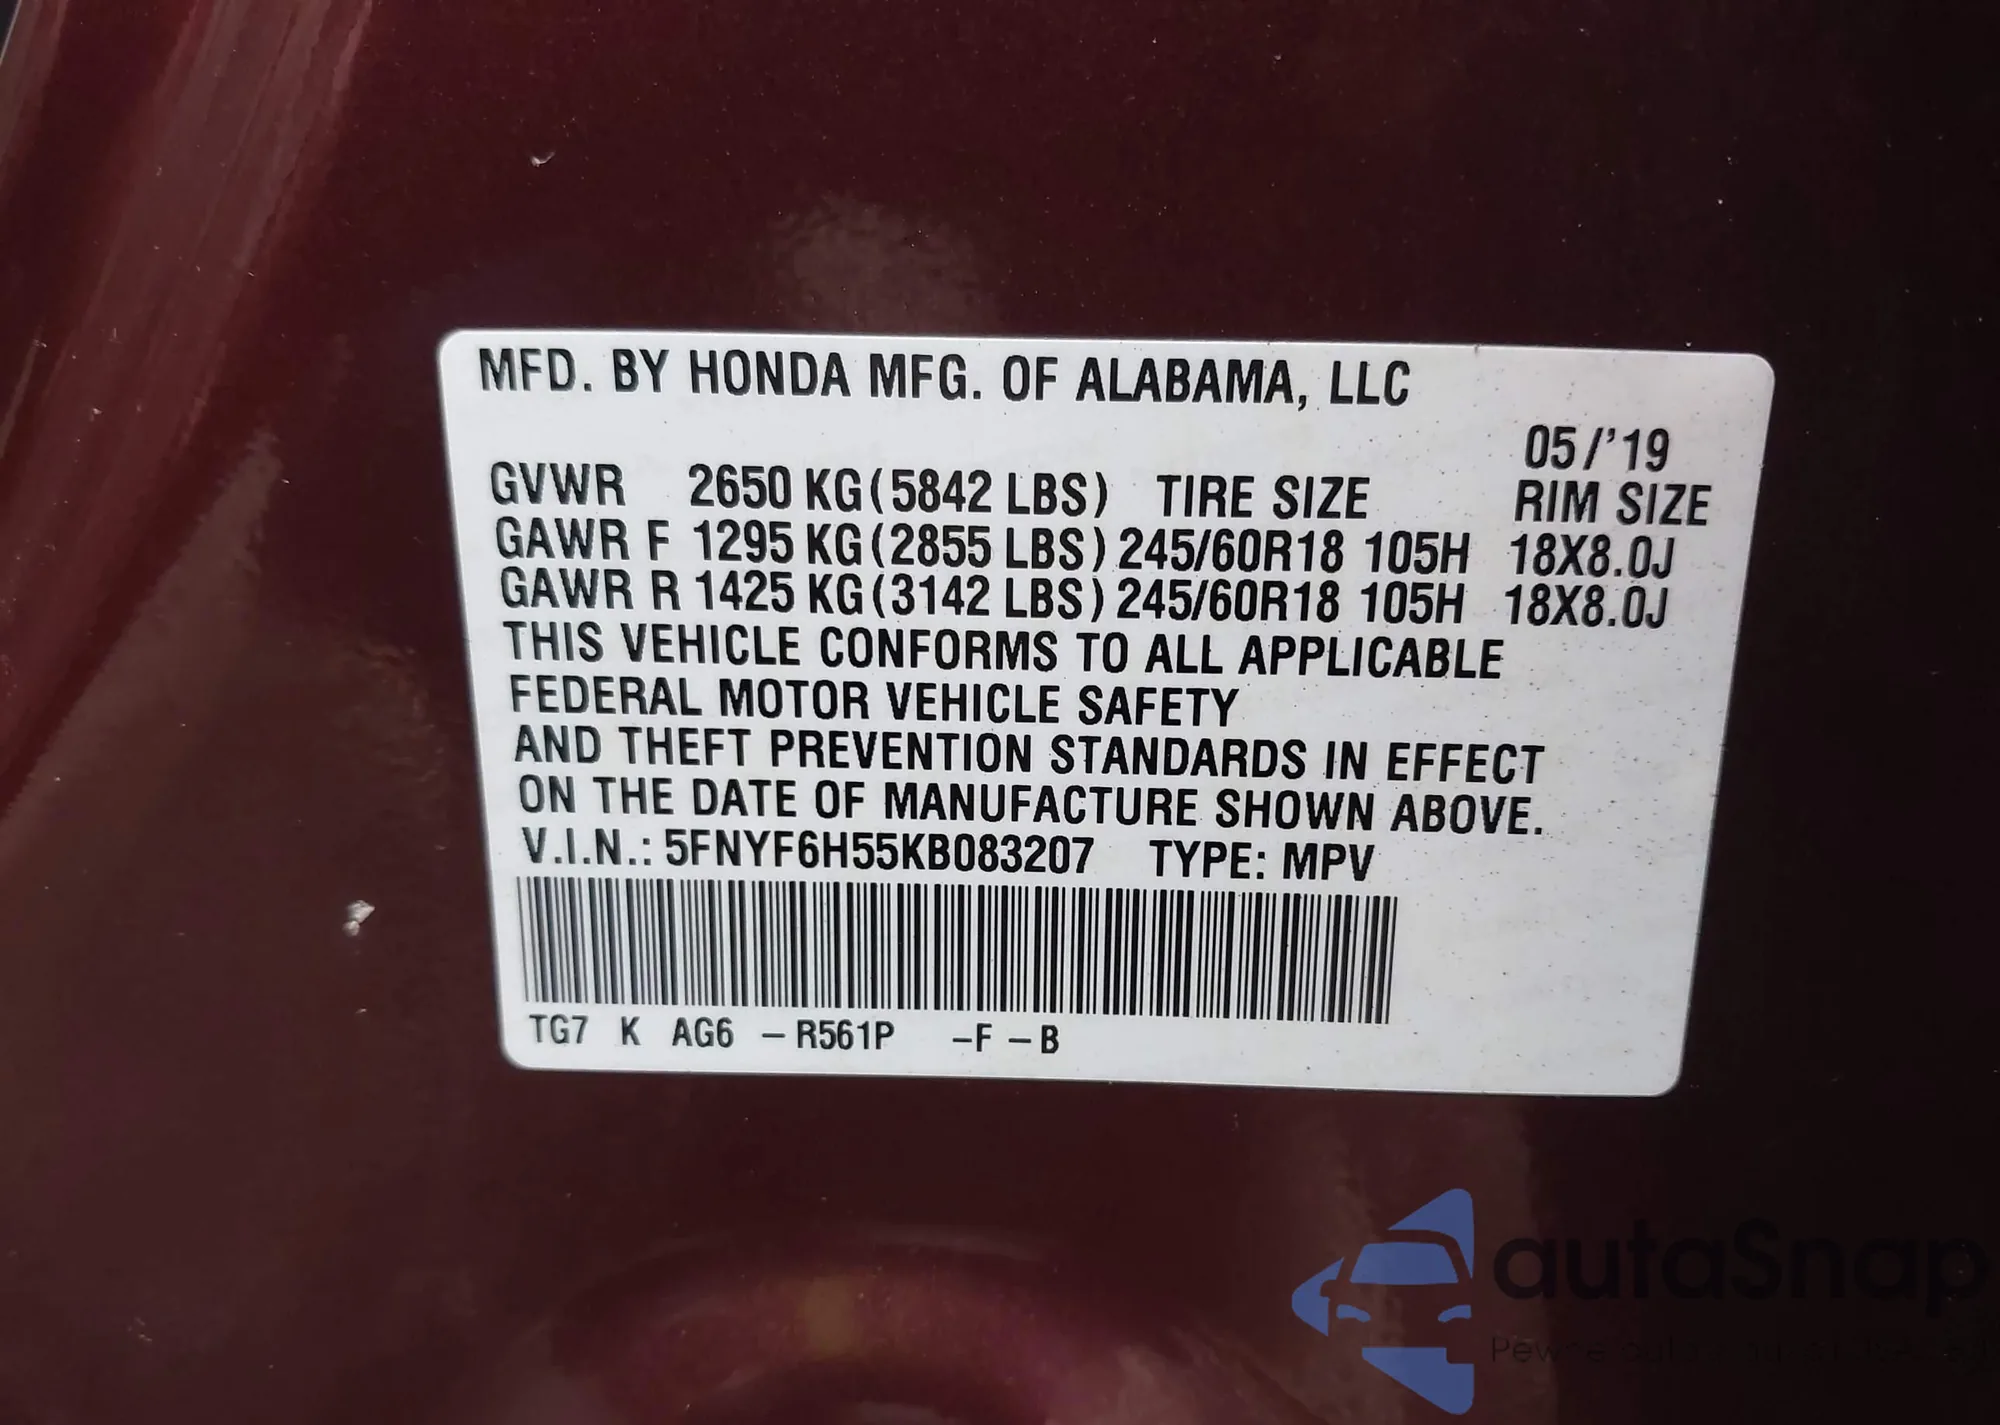 MFD. BY HONDA MFG. OF ALABAMA, LLC
05/'19
GVWR 2650 KG(5842 LBS) TIRE SIZE RIM SIZE
GAWR F 1295 KG(2855 LBS) 245/60R18 105H 18X8.0J
GAWR R 1425 KG(3142 LBS) 245/60R18 105H 18X8.0J
THIS VEHICLE CONFORMS TO ALL APPLICABLE
FEDERAL MOTOR VEHICLE SAFETY
AND THEFT PREVENTION STANDARDS IN EFFECT
ON THE DATE OF MANUFACTURE SHOWN ABOVE.
V.I.N.: 5FNYF6H55KB083207 TYPE: MPV
TG7 K AG6 –R561P –F –B
autoSnap